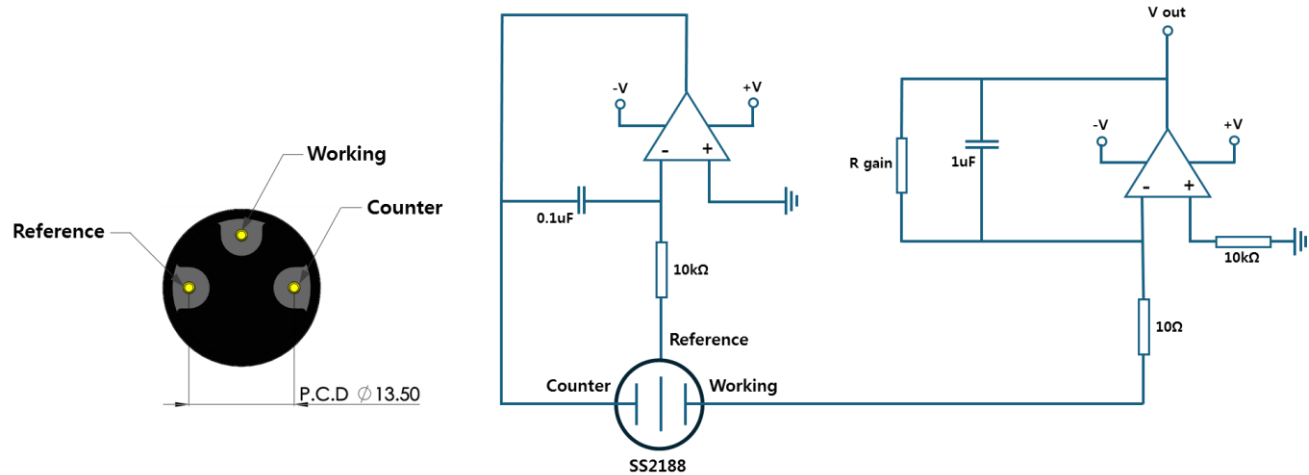 Working
Counter
Reference
P.C.D ∅ 13.50
-V
+V
-
+
0.1uF
10kΩ
Reference
Counter
Working
SS2188
V out
-V
+V
R gain
1uF
-
+
10kΩ
10Ω